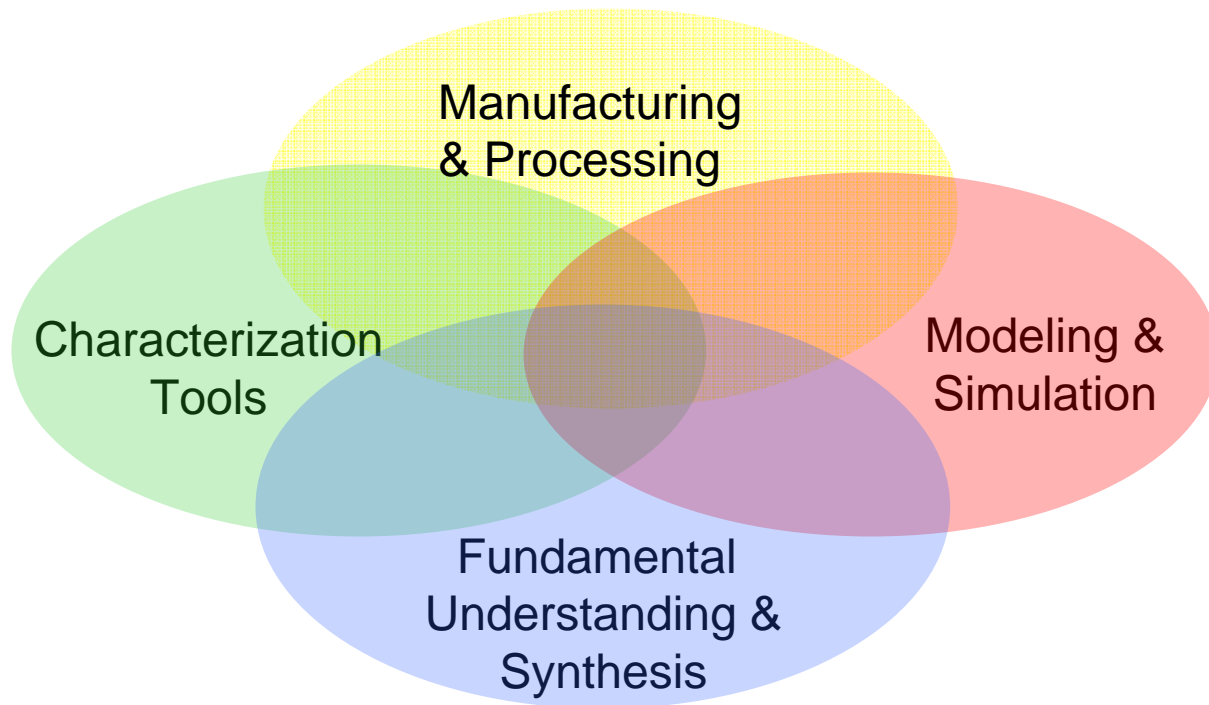 Manufacturing
& Processing
Characterization
Tools
Modeling &
Simulation
Fundamental
Understanding &
Synthesis